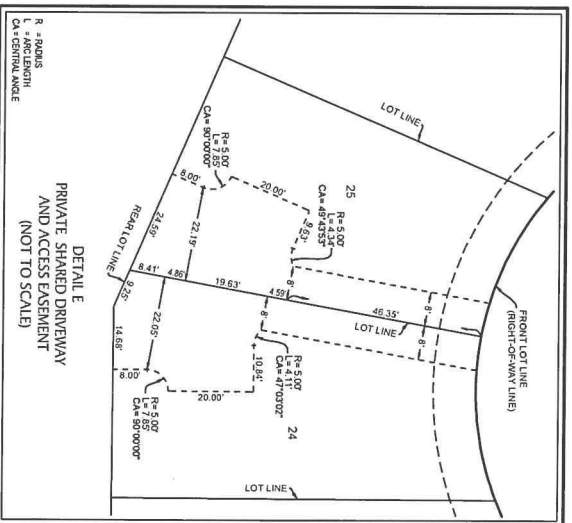 FRONT LOT LINE
(RIGHT-OF-WAY LINE)
LOT LINE
25
R= 5.00'
L= 4.34'
CA= 49°43'53"
20.00'
9.63'
8'
8'
8'
46.35'
LOT LINE
R= 5.00'
L= 7.85'
CA= 90°00'00"
8.00'
22.15'
24.59'
REAR LOT LINE
8.41'
4.86'
19.63'
4.59'
8'
9.25'
22.05'
14.68'
8.00'
R= 5.00'
L= 4.11'
CA= 47°03'02"
24
10.84'
20.00'
R= 5.00'
L= 7.85'
CA= 90°00'00"
LOT LINE
DETAIL E
PRIVATE SHARED DRIVEWAY
AND ACCESS EASEMENT
(NOT TO SCALE)
R = RADIUS
L = ARC LENGTH
CA = CENTRAL ANGLE